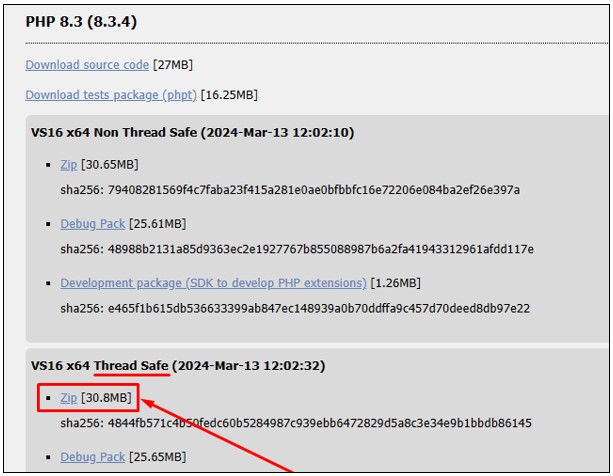 PHP 8.3 (8.3.4)
Download source code [27MB]
Download tests package (phpt) [16.25MB]
VS16 x64 Non Thread Safe (2024-Mar-13 12:02:10)
Zip [30.65MB]
sha256: 79408281569f4c7faba23f415a281e0ae0bfbbfc16e72206e084ba2ef26e397a
Debug Pack [25.61MB]
sha256: 48988b2131a85d9363ec2e1927767b855088987b6a2fa41943312961afdd117e
Development package (SDK to develop PHP extensions) [1.26MB]
sha256: e465f1b615db536633399ab847ec148939a0b70ddffa9c457d70deed8db97e22
VS16 x64 Thread Safe (2024-Mar-13 12:02:32)
Zip [30.8MB]
sha256: 4844fb571c4b50fedc60b5284987c939ebb6472829d5a8c3e34e9b1bbdb86145
Debug Pack [25.65MB]